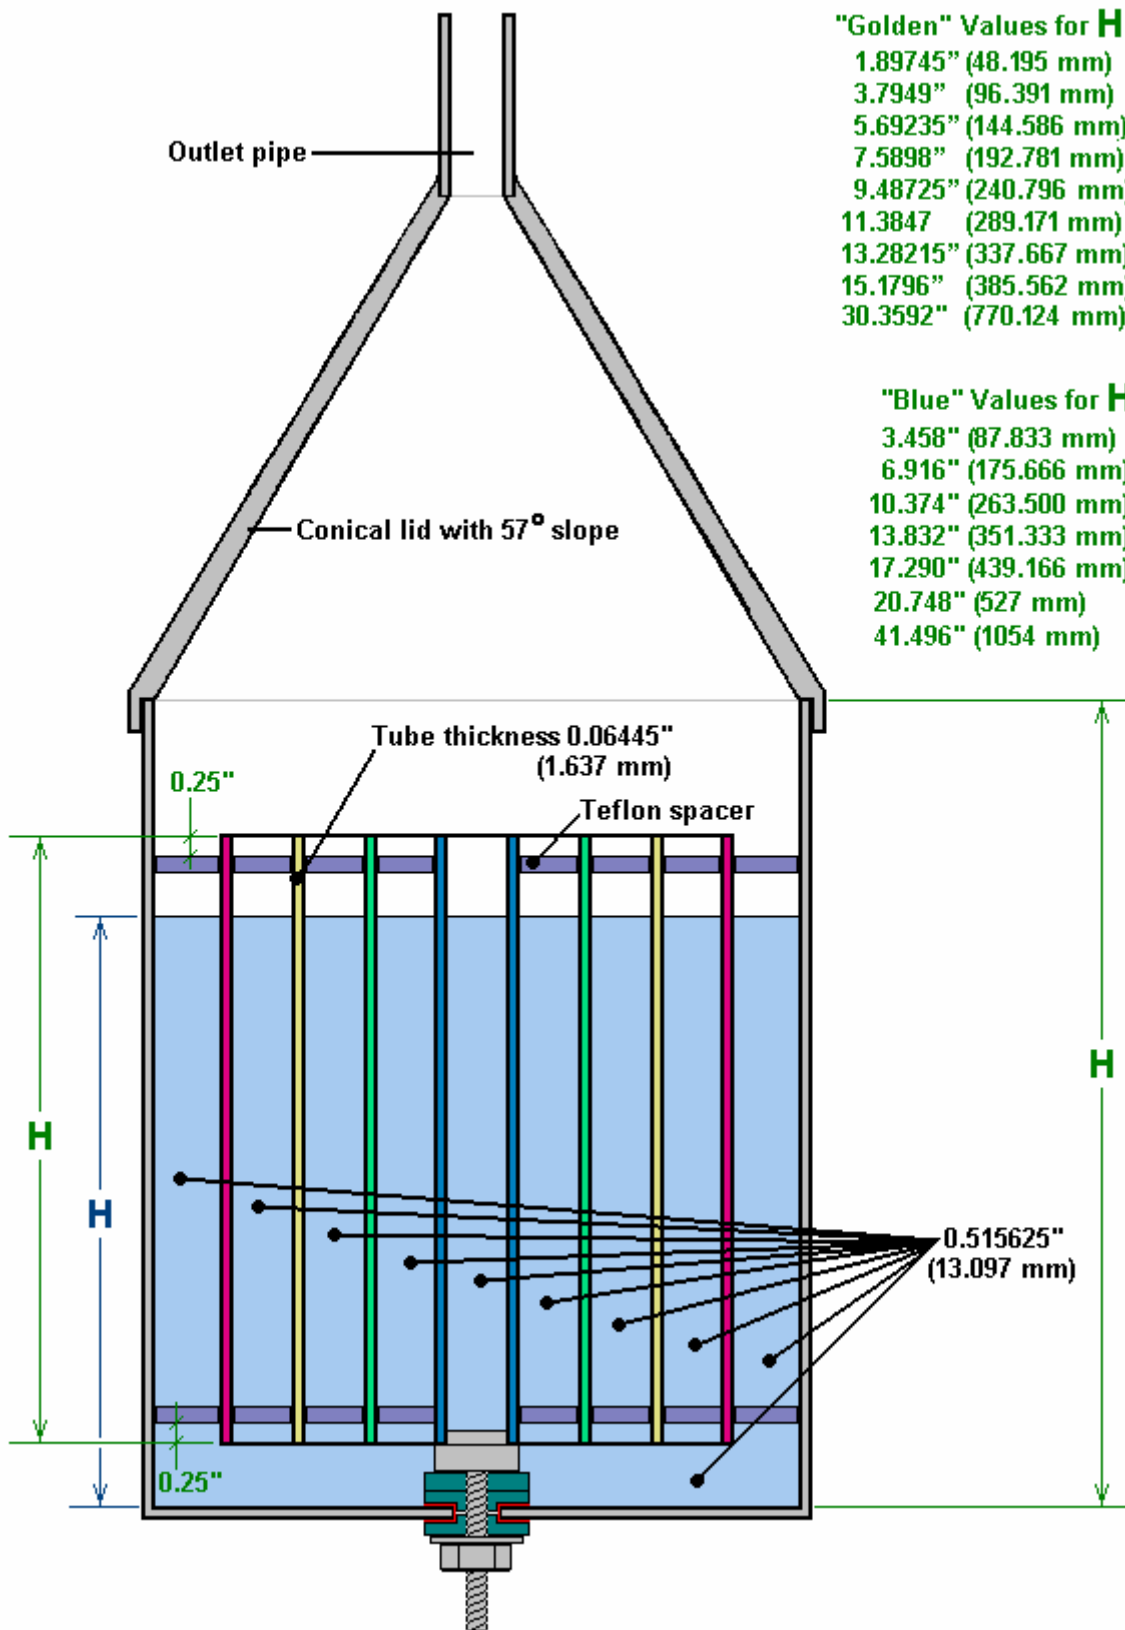 "Golden" Values for H
1.89745” (48.195 mm)
3.7949” (96.391 mm)
5.69235” (144.586 mm)
7.5898” (192.781 mm)
9.48725” (240.796 mm)
11.3847 (289.171 mm)
13.28215” (337.667 mm)
15.1796” (385.562 mm)
30.3592" (770.124 mm)
Outlet pipe
"Blue" Values for H
3.458" (87.833 mm)
6.916" (175.666 mm)
10.374" (263.500 mm)
13.832" (351.333 mm)
17.290" (439.166 mm)
20.748" (527 mm)
41.496" (1054 mm)
Conical lid with 57° slope
Tube thickness 0.06445"
(1.637 mm)
0.25"
Teflon spacer
H
H
H
0.515625"
(13.097 mm)
0.25"